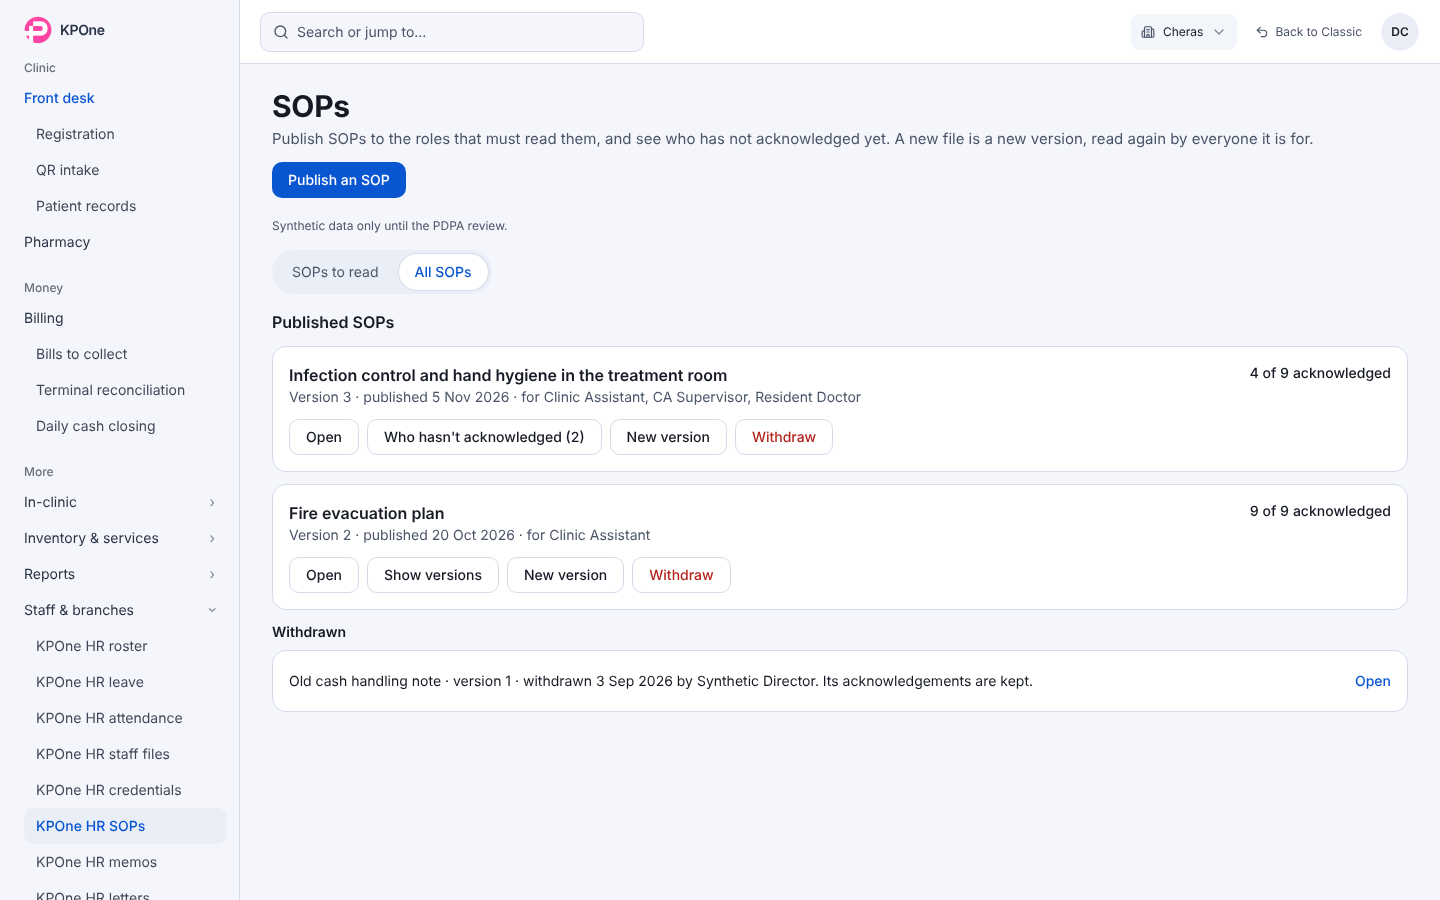 KPOne
Clinic
Front desk
Registration
QR intake
Patient records
Pharmacy
Money
Billing
Bills to collect
Terminal reconciliation
Daily cash closing
More
In-clinic
Inventory & services
Reports
Staff & branches
KPOne HR roster
KPOne HR leave
KPOne HR attendance
KPOne HR staff files
KPOne HR credentials
KPOne HR SOPs
KPOne HR memos
KPOne HR letters
Search or jump to...
Cheras
Back to Classic
DC
SOPs
Publish SOPs to the roles that must read them, and see who has not acknowledged yet. A new file is a new version, read again by everyone it is for.
Publish an SOP
Synthetic data only until the PDPA review.
SOPs to read
All SOPs
Published SOPs
Infection control and hand hygiene in the treatment room
4 of 9 acknowledged
Version 3 · published 5 Nov 2026 · for Clinic Assistant, CA Supervisor, Resident Doctor
Open
Who hasn't acknowledged (2)
New version
Withdraw
Fire evacuation plan
9 of 9 acknowledged
Version 2 · published 20 Oct 2026 · for Clinic Assistant
Open
Show versions
New version
Withdraw
Withdrawn
Old cash handling note · version 1 · withdrawn 3 Sep 2026 by Synthetic Director. Its acknowledgements are kept.
Open